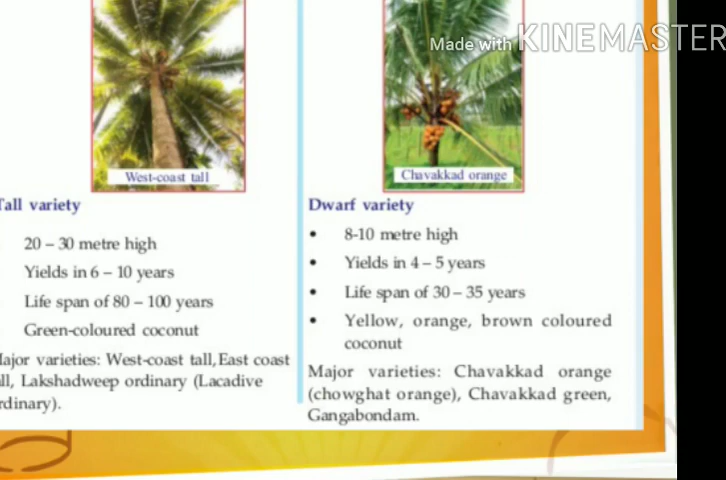 Made with KINEMASTER
West-coast tall
Tall variety
20 – 30 metre high
Yields in 6 – 10 years
Life span of 80 – 100 years
Green-coloured coconut
ajor varieties: West-coast tall, East coast
ll, Lakshadweep ordinary (Lacadive
rdinary).
Chavakkad orange
Dwarf variety
• 8-10 metre high
• Yields in 4 – 5 years
• Life span of 30 – 35 years
• Yellow, orange, brown coloured
coconut
Major varieties: Chavakkad orange
(chowghat orange), Chavakkad green,
Gangabondam.